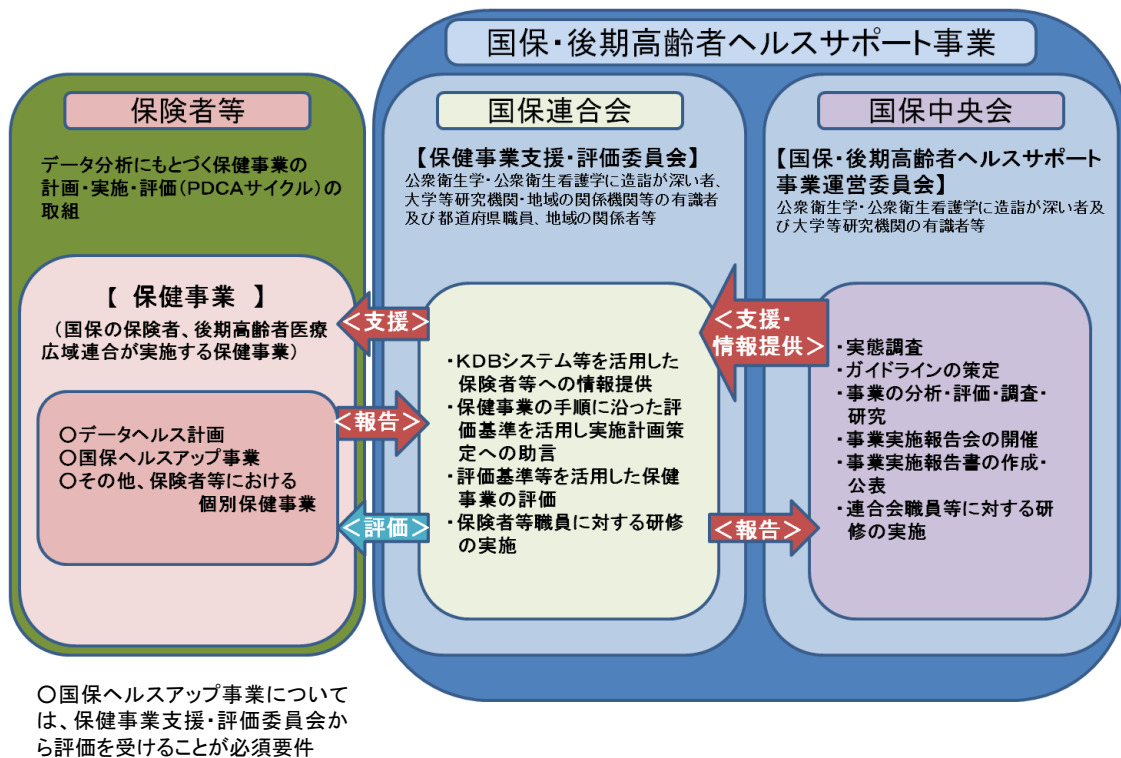 国保・後期高齢者ヘルスサポート事業
保険者等
データ分析にもとづく保健事業の
計画・実施・評価(PDCAサイクル)の
取組
【 保健事業 】
(国保の保険者、後期高齢者医療
広域連合が実施する保健事業)
○データヘルス計画
○国保ヘルスアップ事業
○その他、保険者等における
個別保健事業
<支援>
<報告>
<評価>
国保連合会
【保健事業支援・評価委員会】
公衆衛生学・公衆衛生看護学に造詣が深い者、
大学等研究機関・地域の関係機関等の有識者
及び都道府県職員、地域の関係者等
・KDBシステム等を活用した
保険者等への情報提供
・保健事業の手順に沿った評
価基準を活用し実施計画策
定への助言
・評価基準等を活用した保健
事業の評価
・保険者等職員に対する研修
の実施
<支援・
情報提供>
<報告>
国保中央会
【国保・後期高齢者ヘルスサポート
事業運営委員会】
公衆衛生学・公衆衛生看護学に造詣が深い者及
び大学等研究機関の有識者等
・実態調査
・ガイドラインの策定
・事業の分析・評価・調査・
研究
・事業実施報告会の開催
・事業実施報告書の作成・
公表
・連合会職員等に対する研
修の実施
○国保ヘルスアップ事業について
は、保健事業支援・評価委員会か
ら評価を受けることが必須要件